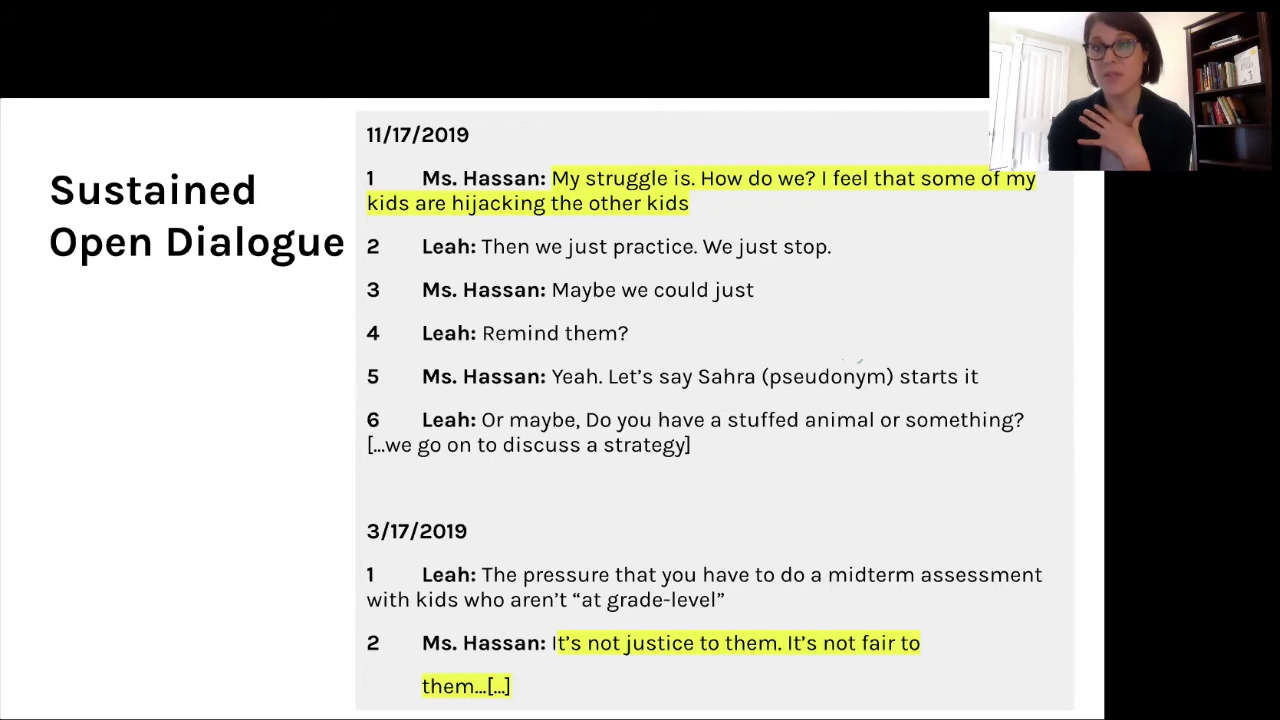 Sustained
Open Dialogue
11/17/2019
1 Ms. Hassan: My struggle is. How do we? I feel that some of my
kids are hijacking the other kids
2 Leah: Then we just practice. We just stop.
3 Ms. Hassan: Maybe we could just
4 Leah: Remind them?
5 Ms. Hassan: Yeah. Let’s say Sahra (pseudonym) starts it
6 Leah: Or maybe, Do you have a stuffed animal or something?
[…we go on to discuss a strategy]
3/17/2019
1 Leah: The pressure that you have to do a midterm assessment
with kids who aren’t “at grade-level”
2 Ms. Hassan: It’s not justice to them. It’s not fair to
them…[…]